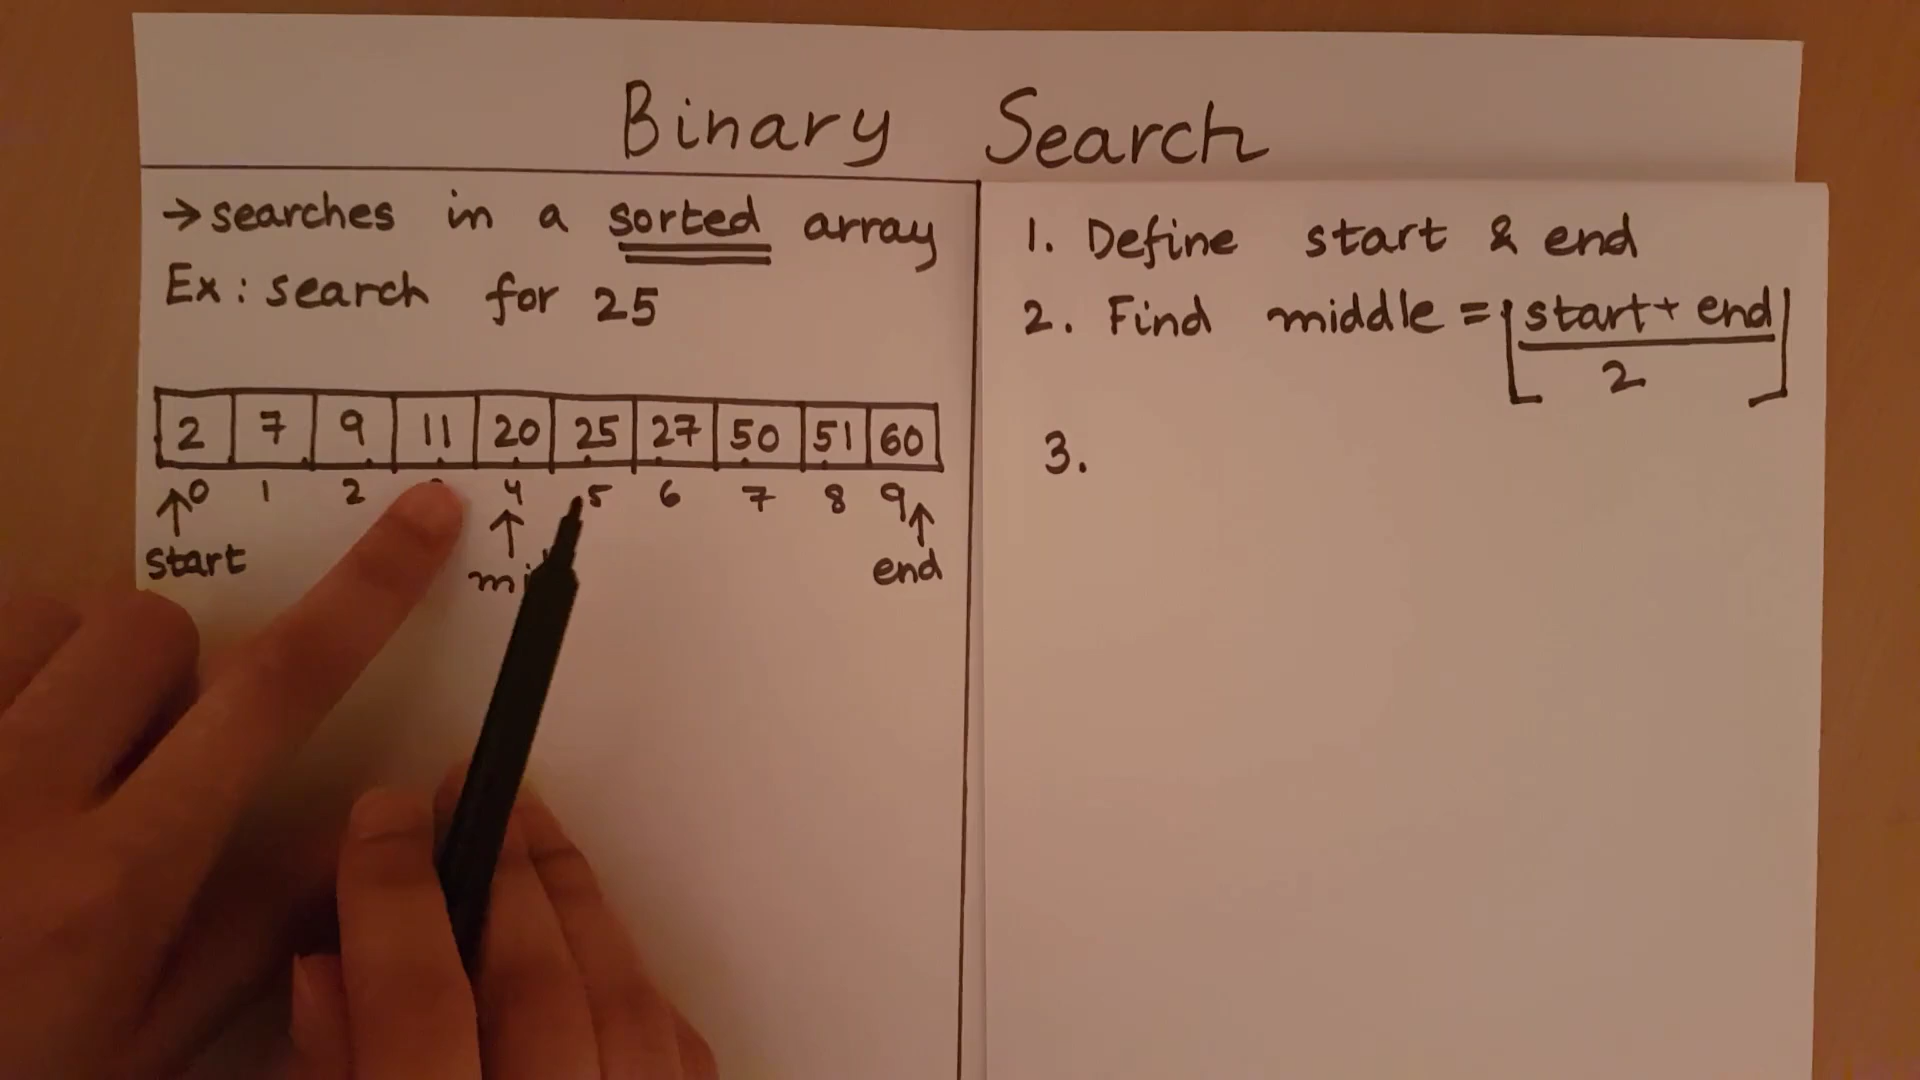 Binary Search
→ searches in a sorted array
Ex: search for 25
2 7 9 11 20 25 27 50 51 60
0 1 2 4 5 6 7 8 9
start end
1. Define start & end
2. Find middle = ⌊start + end
2⌋
3.